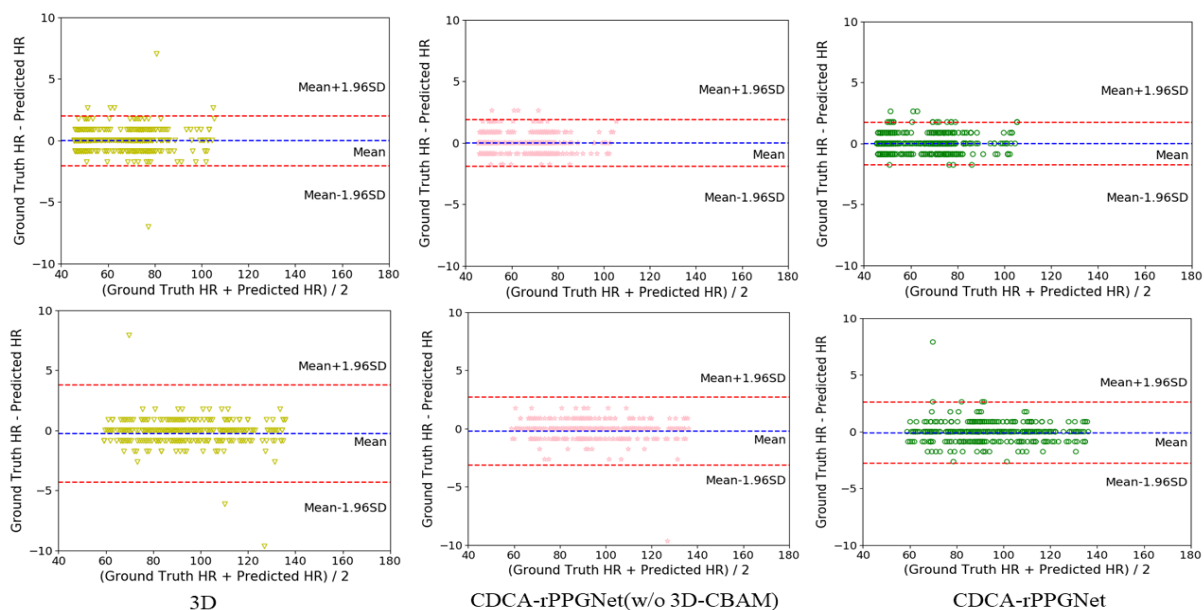 Ground Truth HR - Predicted HR
10
5
0
−5
−10
Mean+1.96SD
Mean
Mean-1.96SD
40 60 80 100 120 140 160 180
(Ground Truth HR + Predicted HR) / 2
Ground Truth HR - Predicted HR
10
5
0
−5
−10
Mean+1.96SD
Mean
Mean-1.96SD
40 60 80 100 120 140 160 180
(Ground Truth HR + Predicted HR) / 2
Ground Truth HR - Predicted HR
10
5
0
−5
−10
Mean+1.96SD
Mean
Mean-1.96SD
40 60 80 100 120 140 160 180
(Ground Truth HR + Predicted HR) / 2
Ground Truth HR - Predicted HR
10
5
0
−5
−10
Mean+1.96SD
Mean
Mean-1.96SD
40 60 80 100 120 140 160 180
(Ground Truth HR + Predicted HR) / 2
Ground Truth HR - Predicted HR
10
5
0
−5
−10
Mean+1.96SD
Mean
Mean-1.96SD
40 60 80 100 120 140 160 180
(Ground Truth HR + Predicted HR) / 2
Ground Truth HR - Predicted HR
10
5
0
−5
−10
Mean+1.96SD
Mean
Mean-1.96SD
40 60 80 100 120 140 160 180
(Ground Truth HR + Predicted HR) / 2
3D
CDCA-rPPGNet(w/o 3D-CBAM)
CDCA-rPPGNet